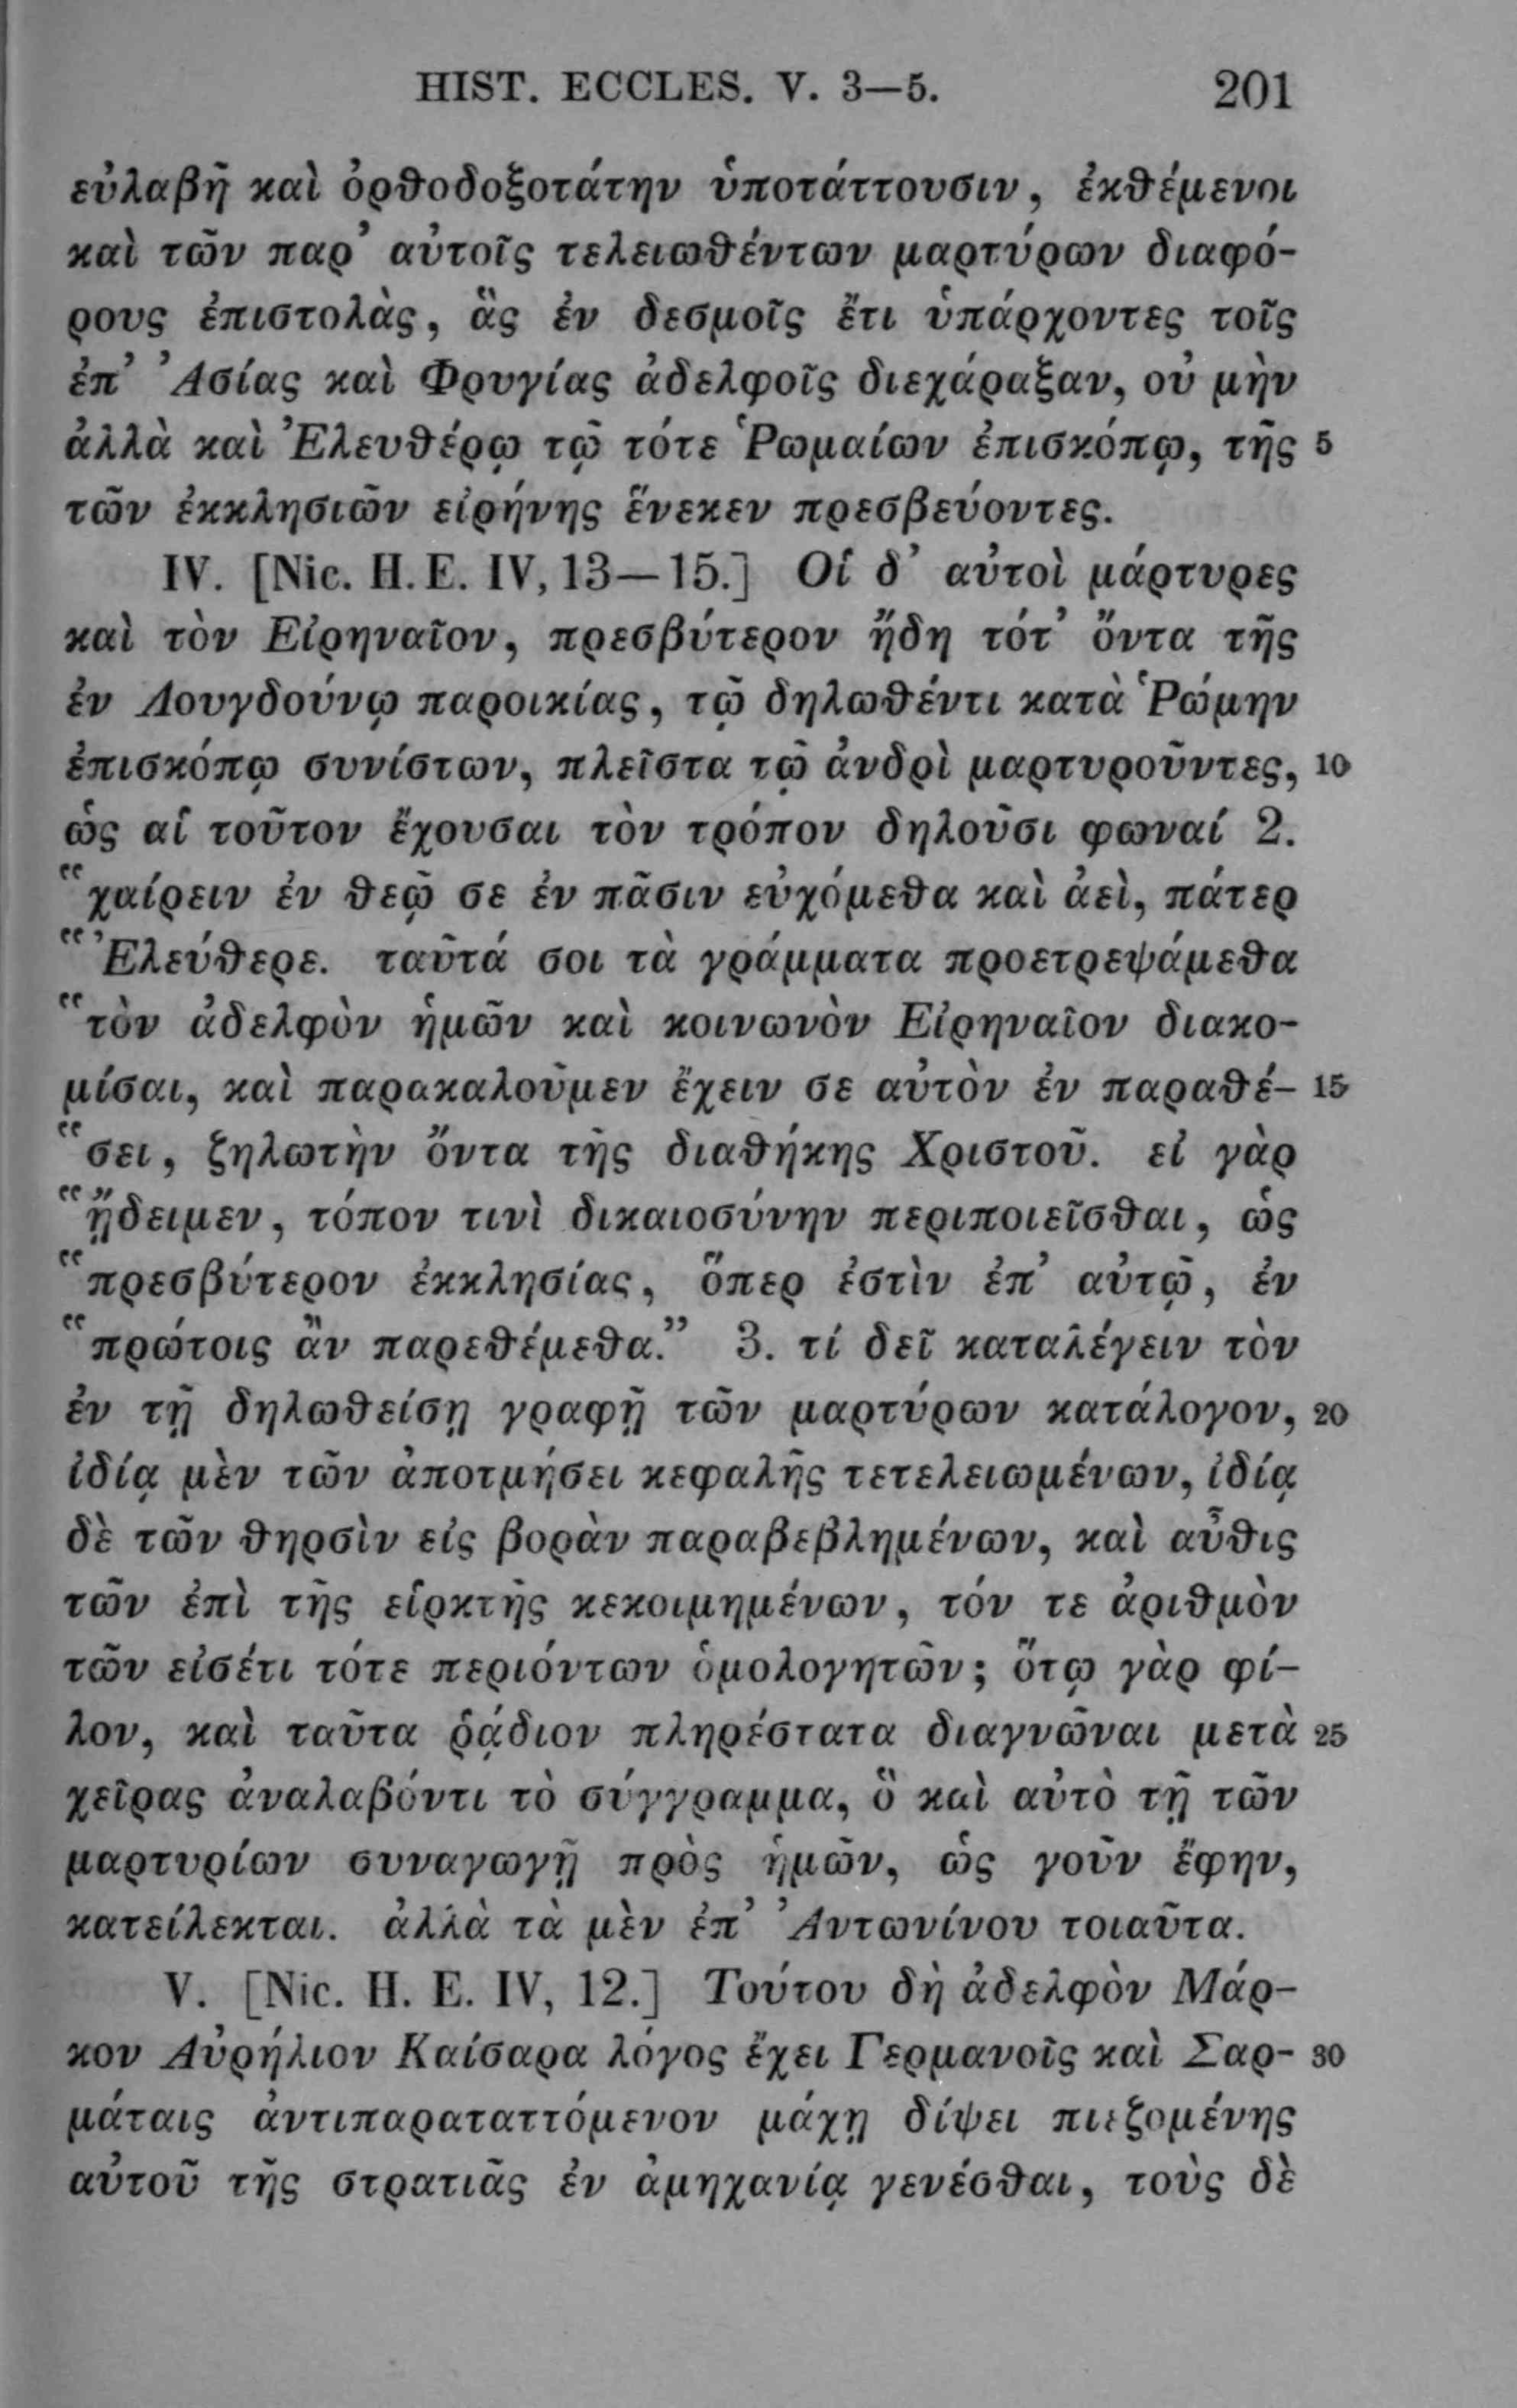 HIST. ECCLES. V. 3—5. 201
εὐλαβῆ καὶ ὀρθοδοξοτάτην ὑποτάττουσιν, ἐκθέμενοι
καὶ τῶν παρ’ αὐτοῖς τελειωθέντων μαρτύρων διαφό-
ρους ἐπιστολὰς, ἃς ἐν δεσμοῖς ἔτι ὑπάρχοντες τοῖς
ἐπ’ Ἀσίας καὶ Φρυγίας ἀδελφοῖς διεχάραξαν, οὐ μὴν
ἀλλὰ καὶ Ἐλευθέρῳ τῷ τότε Ῥωμαίων ἐπισκόπῳ, τῆς 5
τῶν ἐκκλησιῶν εἰρήνης ἕνεκεν πρεσβεύοντες.
IV. [Nic. H. E. IV, 13—15.] Οἱ δ’ αὐτοὶ μάρτυρες
καὶ τὸν Εἰρηναῖον, πρεσβύτερον ἤδη τότ’ ὄντα τῆς
ἐν Λουγδούνῳ παροικίας, τῷ δηλωθέντι κατὰ Ῥώμην
ἐπισκόπῳ συνίστων, πλεῖστα τῷ ἀνδρὶ μαρτυροῦντες, 10
ὡς αἱ τοῦτον ἔχουσαι τὸν τρόπον δηλοῦσι φωναί 2.
“χαίρειν ἐν θεῷ σε ἐν πᾶσιν εὐχόμεθα καὶ ἀεὶ, πάτερ
“Ἐλεύθερε. ταῦτά σοι τὰ γράμματα προετρεψάμεθα
“τὸν ἀδελφὸν ἡμῶν καὶ κοινωνὸν Εἰρηναῖον διακο-
μίσαι, καὶ παρακαλοῦμεν ἔχειν σε αὐτὸν ἐν παραθέ- 15
“σει, ζηλωτὴν ὄντα τῆς διαθήκης Χριστοῦ. εἰ γὰρ
“ᾔδειμεν, τόπον τινὶ δικαιοσύνην περιποιεῖσθαι, ὡς
“πρεσβύτερον ἐκκλησίας, ὅπερ ἐστὶν ἐπ’ αὐτῷ, ἐν
“πρώτοις ἂν παρεθέμεθα.” 3. τί δεῖ καταλέγειν τὸν
ἐν τῇ δηλωθείσῃ γραφῇ τῶν μαρτύρων κατάλογον, 20
ἰδίᾳ μὲν τῶν ἀποτμήσει κεφαλῆς τετελειωμένων, ἰδίᾳ
δὲ τῶν θηρσὶν εἰς βορὰν παραβεβλημένων, καὶ αὖθις
τῶν ἐπὶ τῆς εἱρκτῆς κεκοιμημένων, τόν τε ἀριθμὸν
τῶν εἰσέτι τότε περιόντων ὁμολογητῶν; ὅτῳ γὰρ φί-
λον, καὶ ταῦτα ῥᾴδιον πληρέστατα διαγνῶναι μετὰ 25
χεῖρας ἀναλαβόντι τὸ σύγγραμμα, ὃ καὶ αὐτὸ τῇ τῶν
μαρτυρίων συναγωγῇ πρὸς ἡμῶν, ὡς γοῦν ἔφην,
κατείλεκται. ἀλλὰ τὰ μὲν ἐπ’ Ἀντωνίνου τοιαῦτα.
V. [Nic. H. E. IV, 12.] Τούτου δὴ ἀδελφὸν Μάρ-
κον Αὐρήλιον Καίσαρα λόγος ἔχει Γερμανοῖς καὶ Σαρ- 30
μάταις ἀντιπαραταττόμενον μάχῃ δίψει πιεζομένης
αὐτοῦ τῆς στρατιᾶς ἐν ἀμηχανίᾳ γενέσθαι, τοὺς δὲ